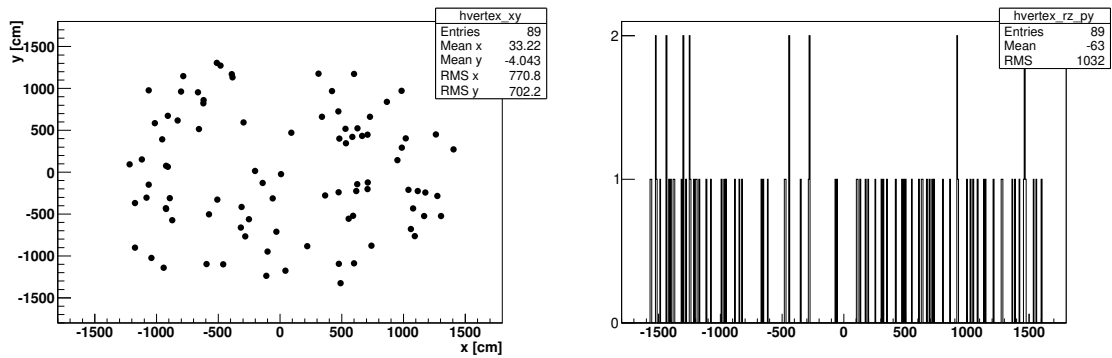 hvertex_xy
Entries 89
Mean x 33.22
Mean y -4.043
RMS x 770.8
RMS y 702.2
y [cm]
1500
1000
500
0
-500
-1000
-1500
-1500 -1000 -500 0 500 1000 1500
x [cm]
hvertex_rz_py
Entries 89
Mean -63
RMS 1032
2
1
0
-1500 -1000 -500 0 500 1000 1500